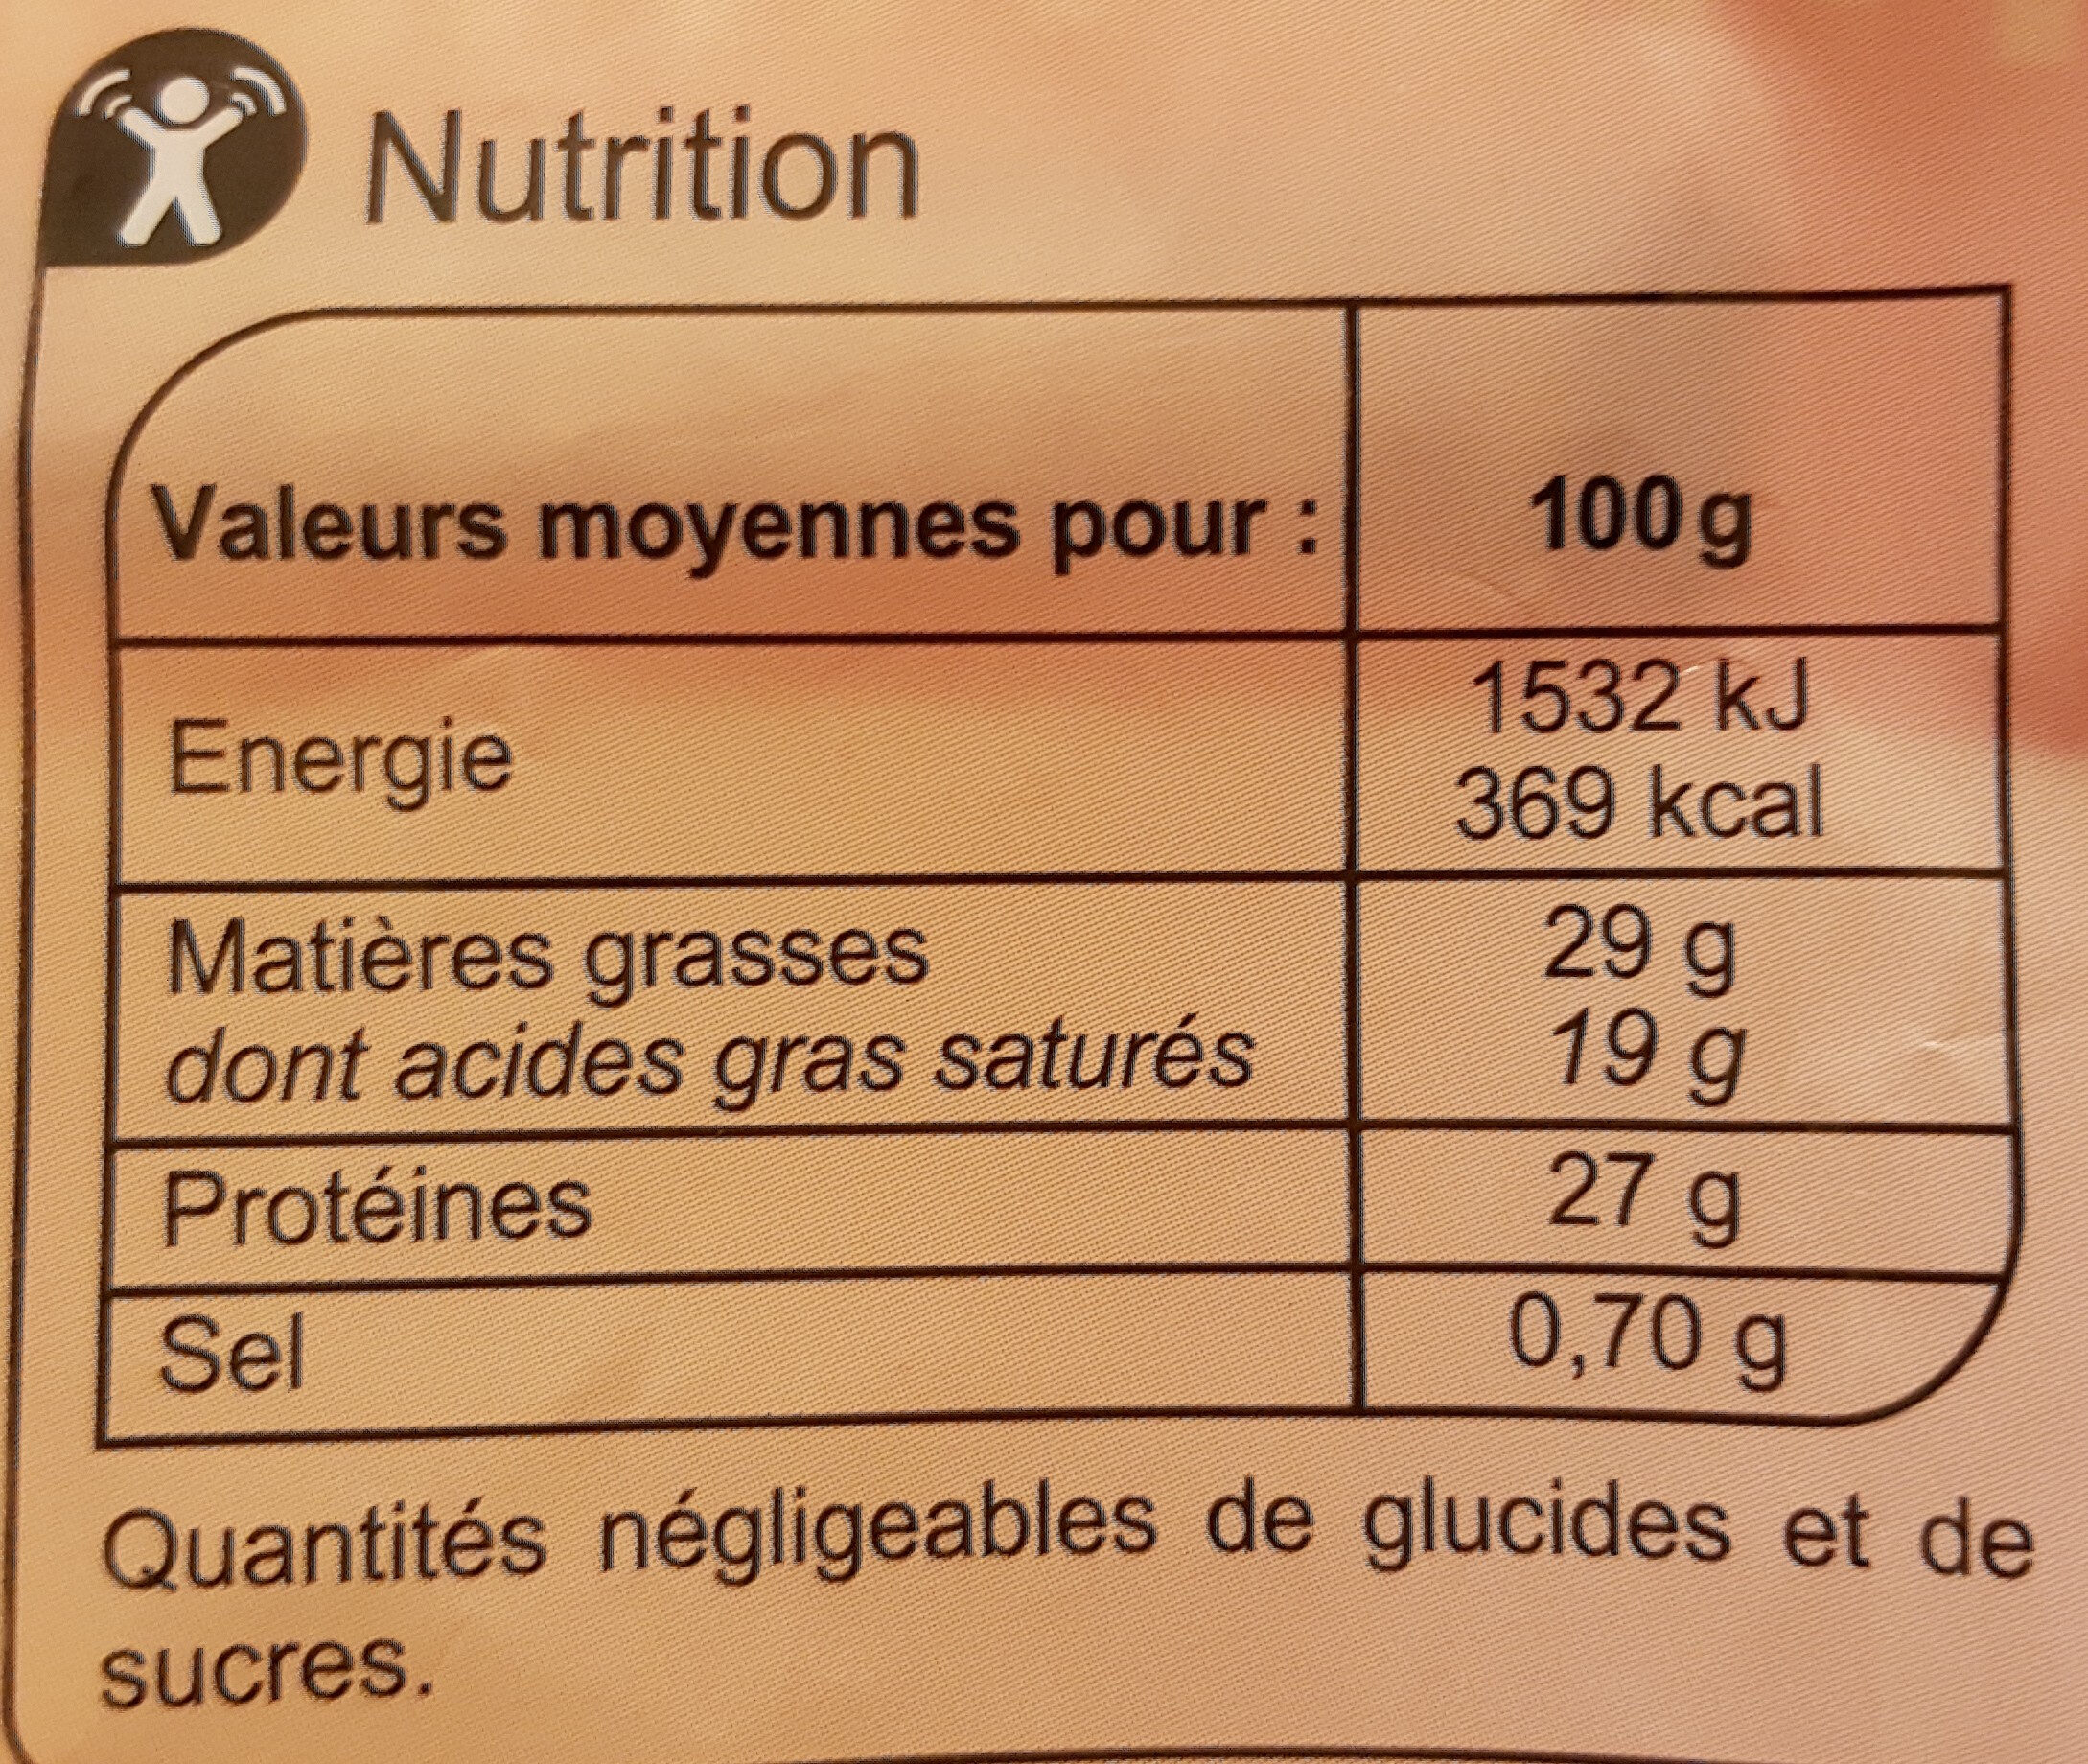 Nutrition
Valeurs moyennes pour : 100 g
Energie 1532 kJ
369 kcal
Matières grasses 29 g
dont acides gras saturés 19 g
Protéines 27 g
Sel 0,70 g
Quantités négligeables de glucides et de
sucres.